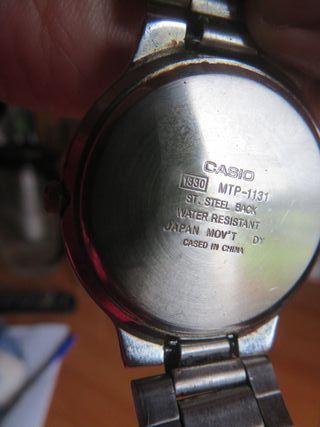 CASIO
1330 MTP-1131
ST. STEEL BACK
WATER RESISTANT
JAPAN MOV'T DY
CASED IN CHINA